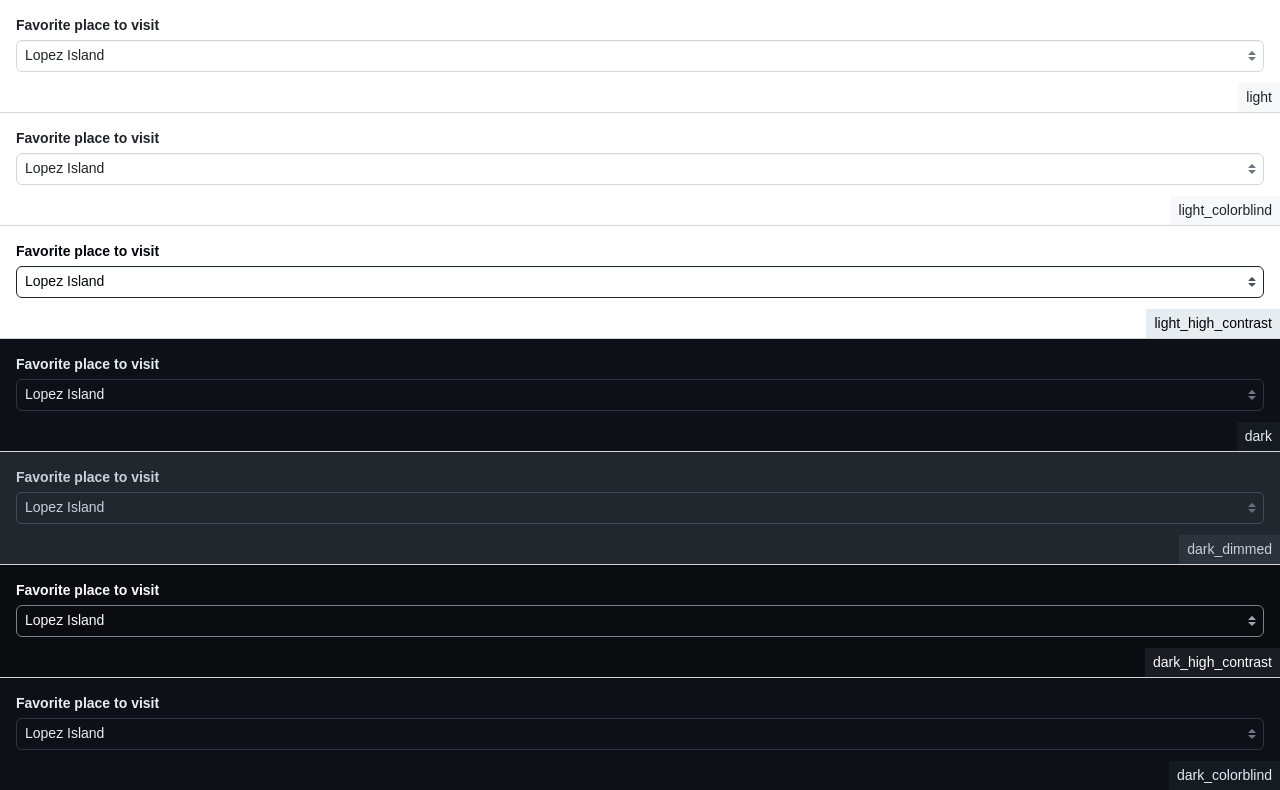 Favorite place to visit
Lopez Island
light
Favorite place to visit
Lopez Island
light_colorblind
Favorite place to visit
Lopez Island
light_high_contrast
Favorite place to visit
Lopez Island
dark
Favorite place to visit
Lopez Island
dark_dimmed
Favorite place to visit
Lopez Island
dark_high_contrast
Favorite place to visit
Lopez Island
dark_colorblind